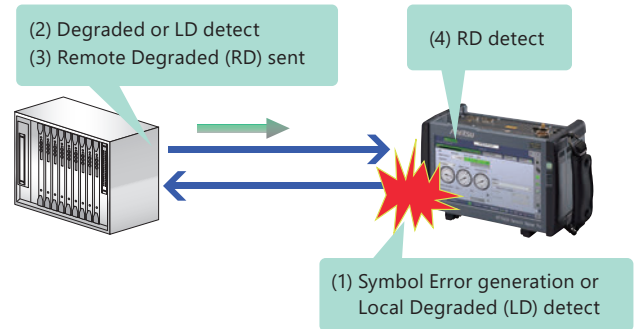 (2) Degraded or LD detect
(3) Remote Degraded (RD) sent
(4) RD detect
(1) Symbol Error generation or
Local Degraded (LD) detect